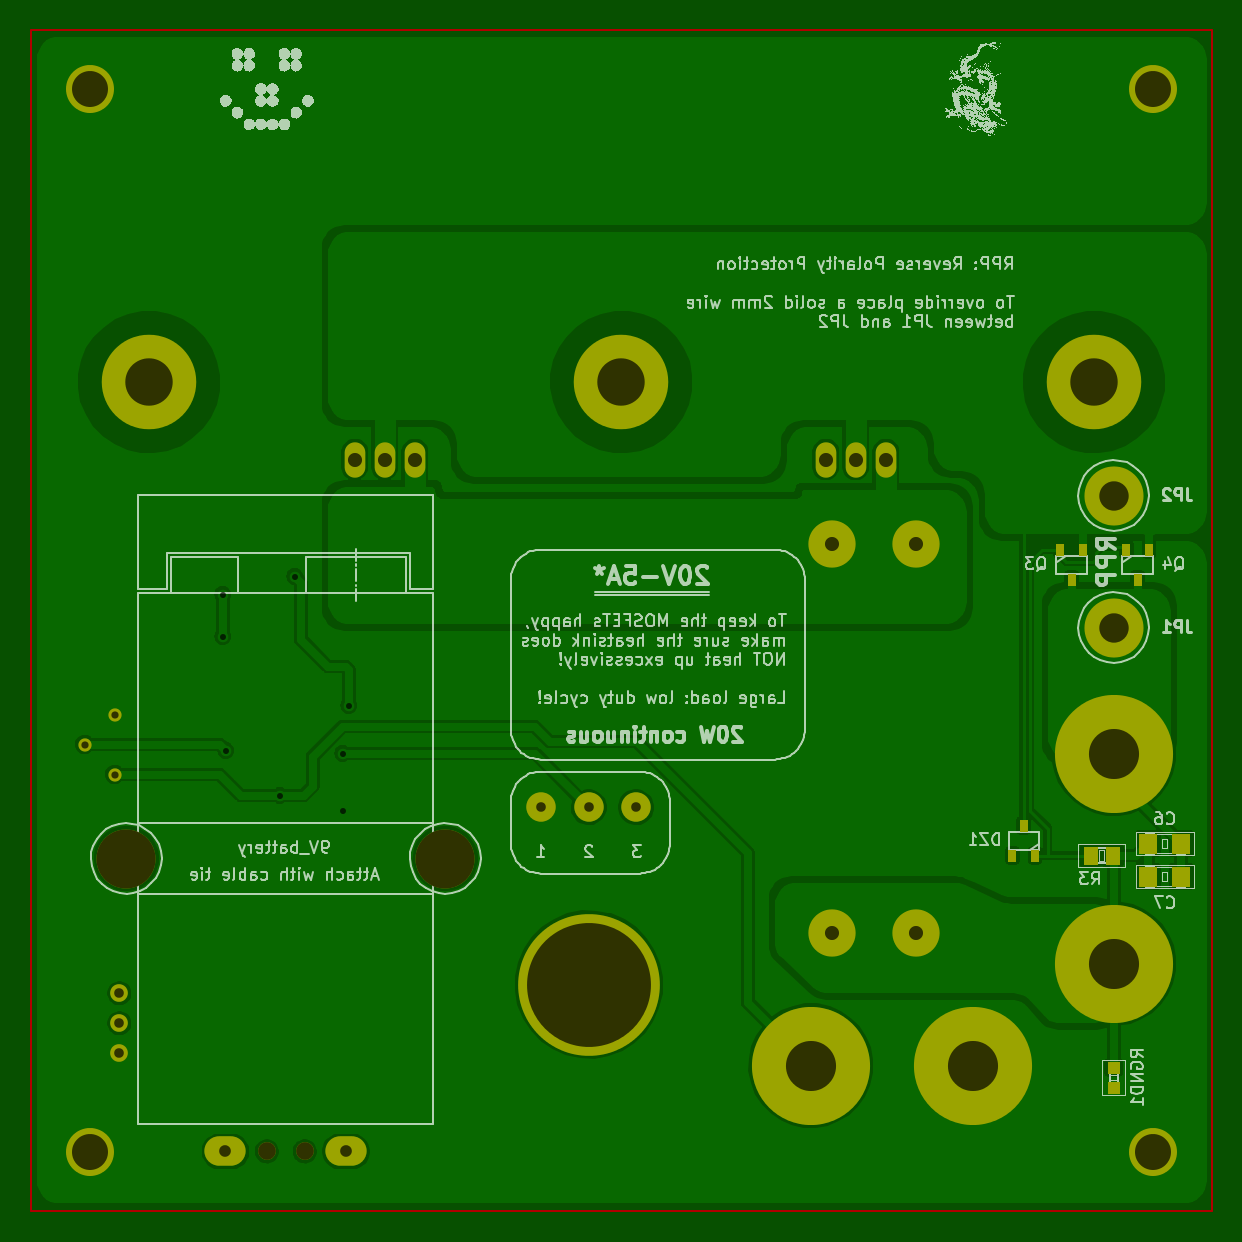 RPP: Reverse Polarity Protection
To override place a solid 2mm wire
between JP1 and JP2
JP2
RPP
Q3
Q4
20V-5A*
To keep the MOSFETs happy,
make sure the heatsink does
NOT heat up excessively!
Large load: low duty cycle!
20W continuous
JP1
1 2 3
9V_battery
Attach with cable tie
DZ1
C6
R3
C7
RGND1